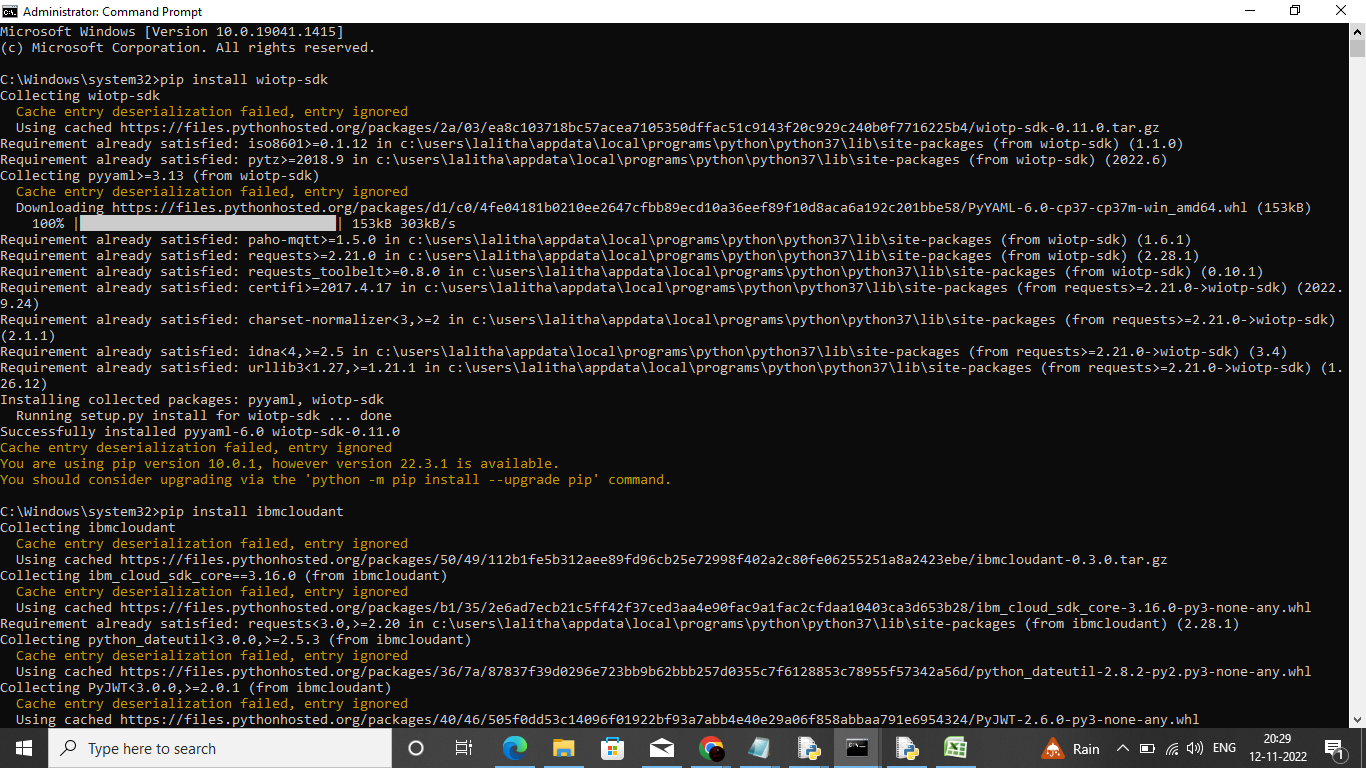 Administrator: Command Prompt
Microsoft Windows [Version 10.0.19041.1415]
(c) Microsoft Corporation. All rights reserved.
C:\Windows\system32>pip install wiotp-sdk
Collecting wiotp-sdk
Cache entry deserialization failed, entry ignored
Using cached https://files.pythonhosted.org/packages/2a/03/ea8c103718bc57acea7105350dffac51c9143f20c929c240b0f7716225b4/wiotp-sdk-0.11.0.tar.gz
Requirement already satisfied: iso8601>=0.1.12 in c:\users\lalitha\appdata\local\programs\python\python37\lib\site-packages (from wiotp-sdk) (1.1.0)
Requirement already satisfied: pytz>=2018.9 in c:\users\lalitha\appdata\local\programs\python\python37\lib\site-packages (from wiotp-sdk) (2022.6)
Collecting pyyaml>=3.13 (from wiotp-sdk)
Cache entry deserialization failed, entry ignored
Downloading https://files.pythonhosted.org/packages/d1/c0/4fe04181b0210ee2647cfbb89ecd10a36eef89f10d8aca6a192c201bbe58/PyYAML-6.0-cp37-cp37m-win_amd64.whl (153kB)
100% |████████████████████████████████| 153kB 303kB/s
Requirement already satisfied: paho-mqtt>=1.5.0 in c:\users\lalitha\appdata\local\programs\python\python37\lib\site-packages (from wiotp-sdk) (1.6.1)
Requirement already satisfied: requests>=2.21.0 in c:\users\lalitha\appdata\local\programs\python\python37\lib\site-packages (from wiotp-sdk) (2.28.1)
Requirement already satisfied: requests_toolbelt>=0.8.0 in c:\users\lalitha\appdata\local\programs\python\python37\lib\site-packages (from wiotp-sdk) (0.10.1)
Requirement already satisfied: certifi>=2017.4.17 in c:\users\lalitha\appdata\local\programs\python\python37\lib\site-packages (from requests>=2.21.0->wiotp-sdk) (2022.
9.24)
Requirement already satisfied: charset-normalizer<3,>=2 in c:\users\lalitha\appdata\local\programs\python\python37\lib\site-packages (from requests>=2.21.0->wiotp-sdk)
(2.1.1)
Requirement already satisfied: idna<4,>=2.5 in c:\users\lalitha\appdata\local\programs\python\python37\lib\site-packages (from requests>=2.21.0->wiotp-sdk) (3.4)
Requirement already satisfied: urllib3<1.27,>=1.21.1 in c:\users\lalitha\appdata\local\programs\python\python37\lib\site-packages (from requests>=2.21.0->wiotp-sdk) (1.
26.12)
Installing collected packages: pyyaml, wiotp-sdk
Running setup.py install for wiotp-sdk ... done
Successfully installed pyyaml-6.0 wiotp-sdk-0.11.0
Cache entry deserialization failed, entry ignored
You are using pip version 10.0.1, however version 22.3.1 is available.
You should consider upgrading via the 'python -m pip install --upgrade pip' command.
C:\Windows\system32>pip install ibmcloudant
Collecting ibmcloudant
Cache entry deserialization failed, entry ignored
Using cached https://files.pythonhosted.org/packages/50/49/112b1fe5b312aee89fd96cb25e72998f402a2c80fe06255251a8a2423ebe/ibmcloudant-0.3.0.tar.gz
Collecting ibm_cloud_sdk_core==3.16.0 (from ibmcloudant)
Cache entry deserialization failed, entry ignored
Using cached https://files.pythonhosted.org/packages/b1/35/2e6ad7ecb21c5ff42f37ced3aa4e90fac9a1fac2cfdaa10403ca3d653b28/ibm_cloud_sdk_core-3.16.0-py3-none-any.whl
Requirement already satisfied: requests<3.0,>=2.20 in c:\users\lalitha\appdata\local\programs\python\python37\lib\site-packages (from ibmcloudant) (2.28.1)
Collecting python_dateutil<3.0.0,>=2.5.3 (from ibmcloudant)
Cache entry deserialization failed, entry ignored
Using cached https://files.pythonhosted.org/packages/36/7a/87837f39d0296e723bb9b62bbb257d0355c7f6128853c78955f57342a56d/python_dateutil-2.8.2-py2.py3-none-any.whl
Collecting PyJWT<3.0.0,>=2.0.1 (from ibmcloudant)
Cache entry deserialization failed, entry ignored
Using cached https://files.pythonhosted.org/packages/40/46/505f0dd53c14096f01922bf93a7abb4e40e29a06f858abbaa791e6954324/PyJWT-2.6.0-py3-none-any.whl
Type here to search
Rain
ENG
20:29
12-11-2022
1